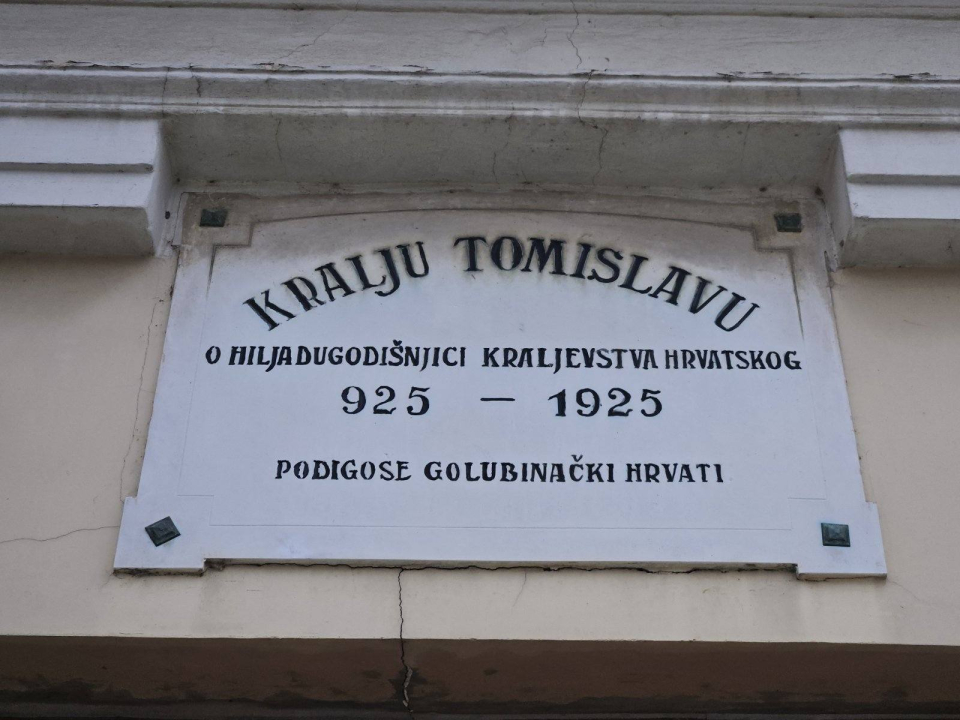 KRALJU TOMISLAVU
O HILJADUGODIŠNJICI KRALJEVSTVA HRVATSKOG
925 — 1925
PODIGOSE GOLUBINAČKI HRVATI